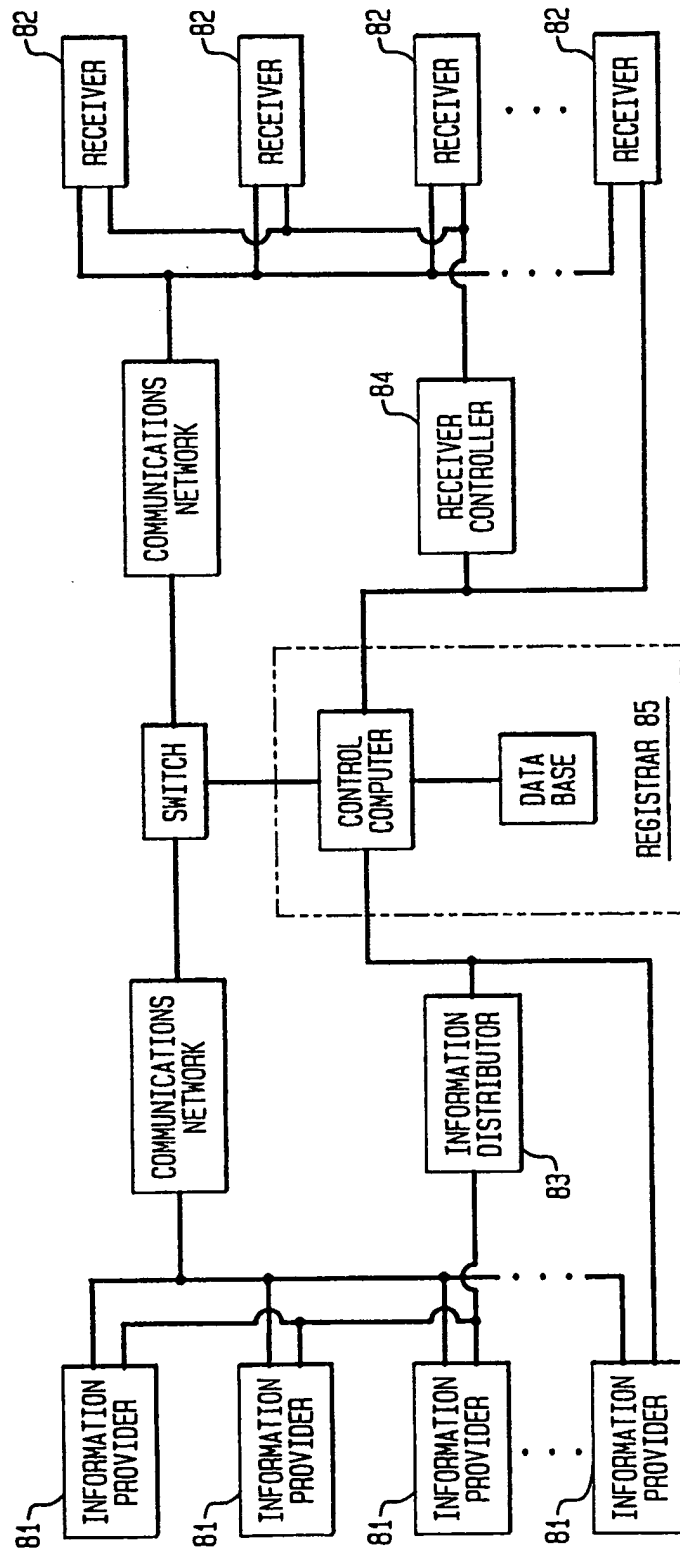 81
INFORMATION
PROVIDER
81
INFORMATION
PROVIDER
81
INFORMATION
PROVIDER
81
INFORMATION
PROVIDER
COMMUNICATIONS
NETWORK
INFORMATION
DISTRIBUTOR
83
SWITCH
CONTROL
COMPUTER
DATA
BASE
REGISTRAR 85
COMMUNICATIONS
NETWORK
84
RECEIVER
CONTROLLER
82
RECEIVER
82
RECEIVER
82
RECEIVER
82
RECEIVER